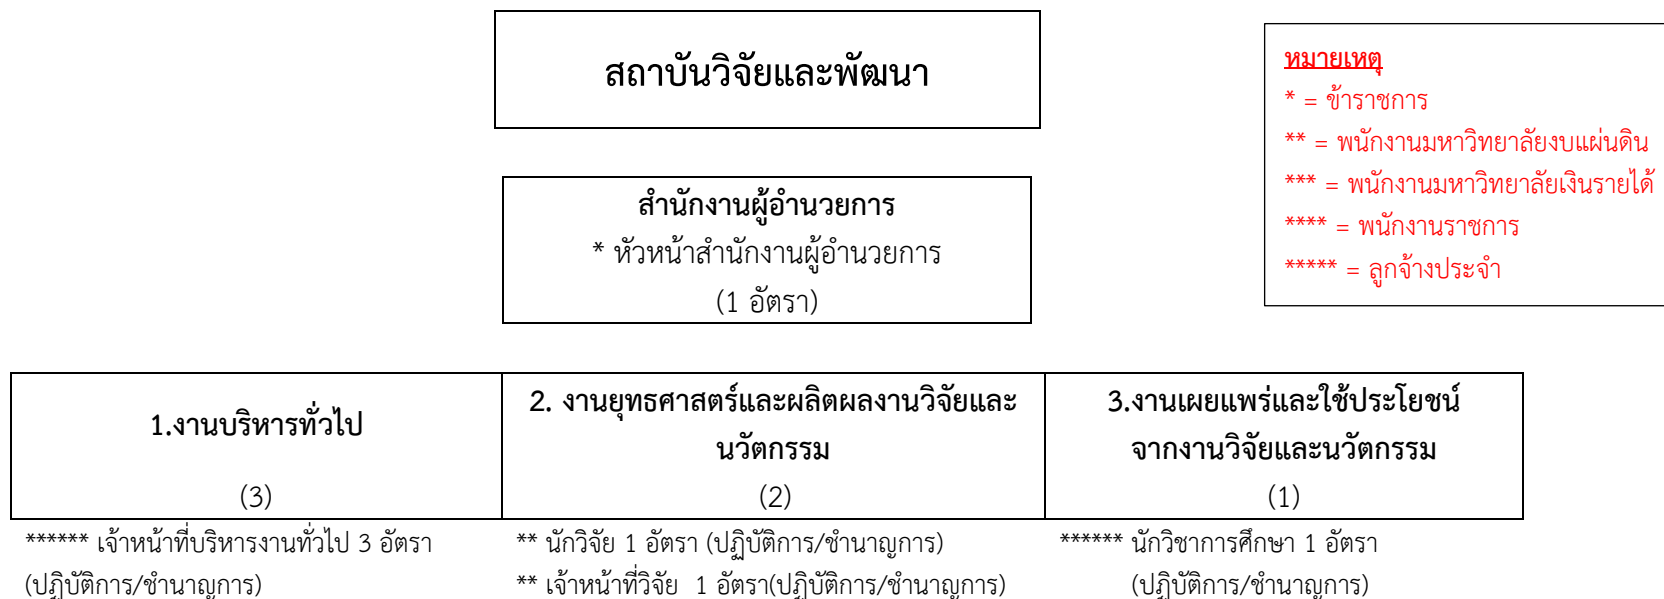 สถาบันวิจัยและพัฒนา
หมายเหตุ
* = ข้าราชการ
** = พนักงานมหาวิทยาลัยงบแผ่นดิน
*** = พนักงานมหาวิทยาลัยเงินรายได้
**** = พนักงานราชการ
***** = ลูกจ้างประจำ
สำนักงานผู้อำนวยการ
* หัวหน้าสำนักงานผู้อำนวยการ
(1 อัตรา)
1.งานบริหารทั่วไป
(3)
2. งานยุทธศาสตร์และผลิตผลงานวิจัยและ
นวัตกรรม
(2)
3.งานเผยแพร่และใช้ประโยชน์
จากงานวิจัยและนวัตกรรม
(1)
****** เจ้าหน้าที่บริหารงานทั่วไป 3 อัตรา
(ปฏิบัติการ/ชำนาญการ)
** นักวิจัย 1 อัตรา (ปฏิบัติการ/ชำนาญการ)
** เจ้าหน้าที่วิจัย 1 อัตรา(ปฏิบัติการ/ชำนาญการ)
****** นักวิชาการศึกษา 1 อัตรา
(ปฏิบัติการ/ชำนาญการ)